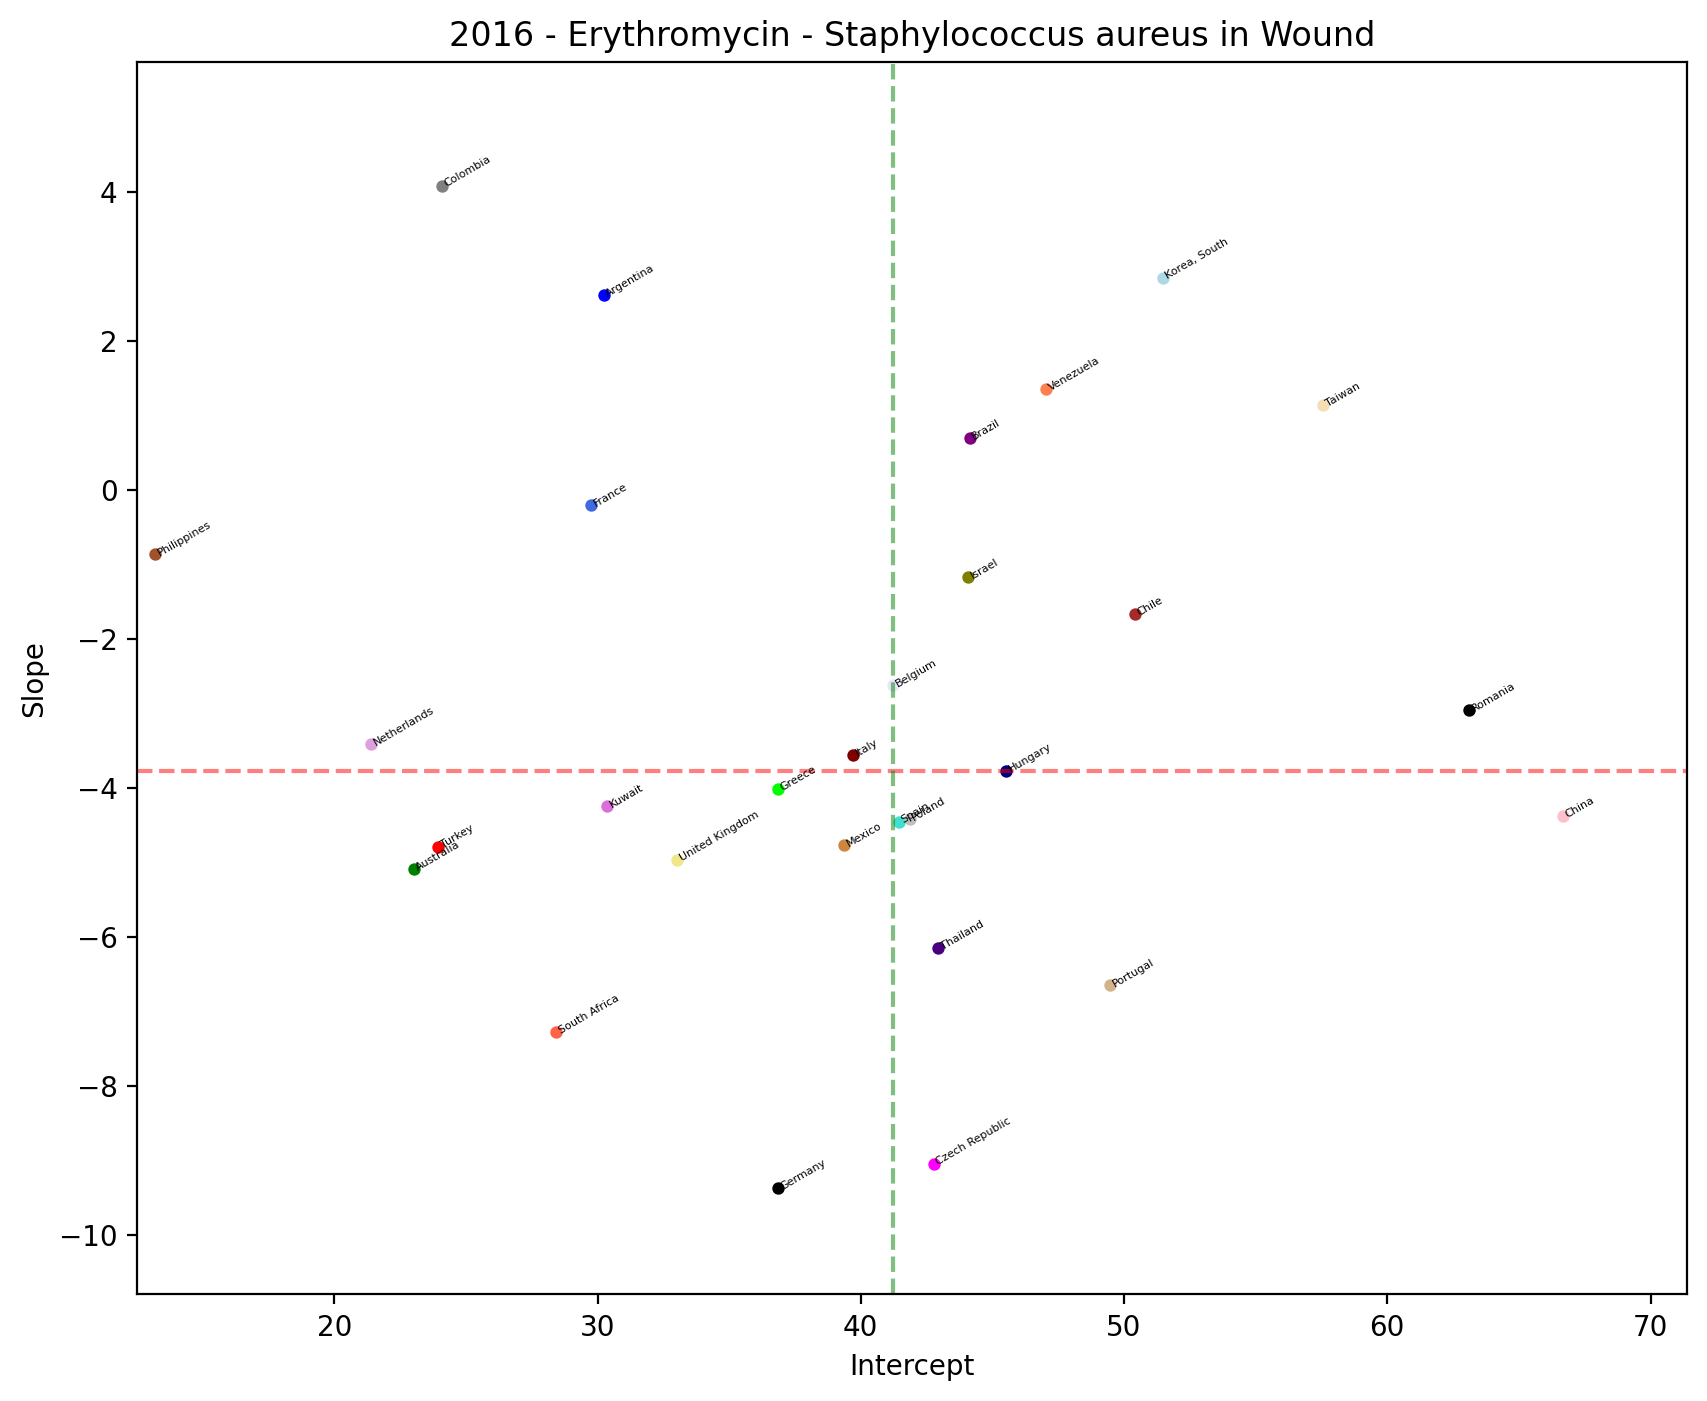 2016 - Erythromycin - Staphylococcus aureus in Wound
Colombia
Korea, South
Argentina
Venezuela
Taiwan
Brazil
France
Philippines
Israel
Chile
Belgium
Romania
Netherlands
Italy
Hungary
Greece
Kuwait
China
Spain
Poland
Mexico
United Kingdom
Turkey
Australia
Thailand
Portugal
South Africa
Czech Republic
Germany
4
2
0
−2
−4
−6
−8
−10
Slope
20
30
40
50
60
70
Intercept